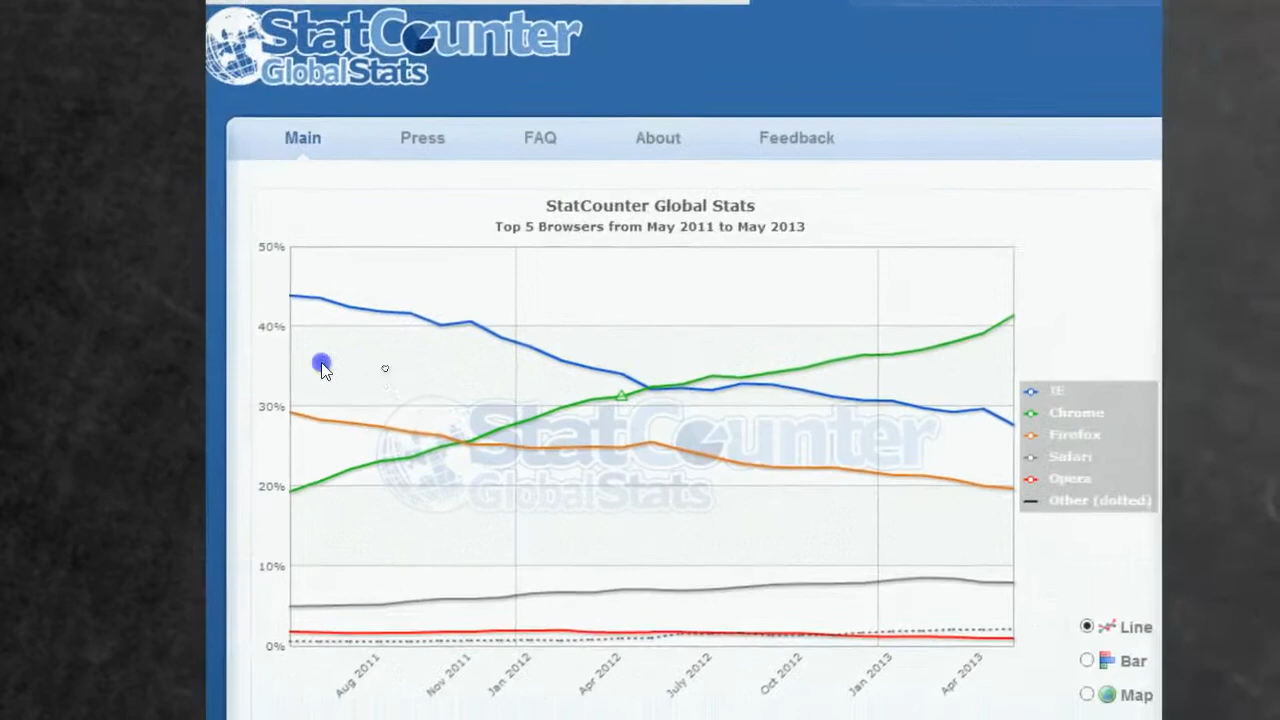 StatCounter
GlobalStats
Main
Press
FAQ
About
Feedback
StatCounter Global Stats
Top 5 Browsers from May 2011 to May 2013
50%
40%
30%
20%
10%
0%
StatCounter
GlobalStats
Aug 2011
Nov 2011
Jan 2012
Apr 2012
July 2012
Oct 2012
Jan 2013
Apr 2013
IE
Chrome
Firefox
Safari
Opera
Other (dotted)
Line
Bar
Map